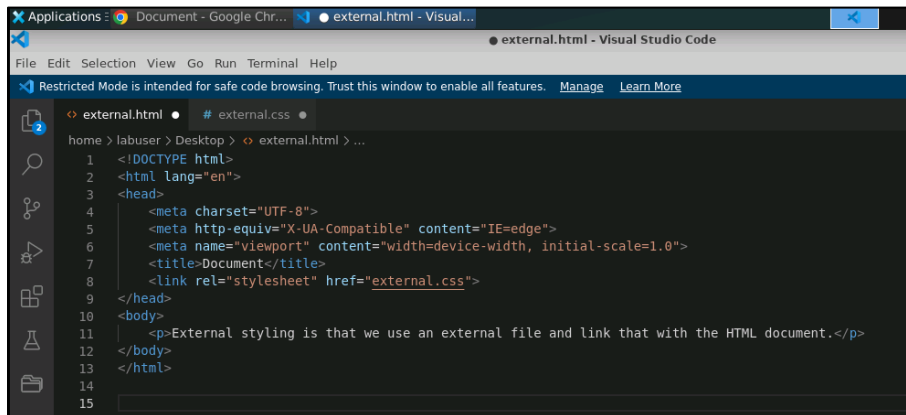 Applications : Document - Google Chr... ● external.html - Visual...
● external.html - Visual Studio Code
File Edit Selection View Go Run Terminal Help
Restricted Mode is intended for safe code browsing. Trust this window to enable all features. Manage Learn More
<> external.html ● # external.css ●
home > labuser > Desktop > <> external.html > ...
2
1 <!DOCTYPE html>
2 <html lang="en">
3 <head>
4 <meta charset="UTF-8">
5 <meta http-equiv="X-UA-Compatible" content="IE=edge">
6 <meta name="viewport" content="width=device-width, initial-scale=1.0">
7 <title>Document</title>
8 <link rel="stylesheet" href="external.css">
9 </head>
10 <body>
11 <p>External styling is that we use an external file and link that with the HTML document.</p>
12 </body>
13 </html>
14
15